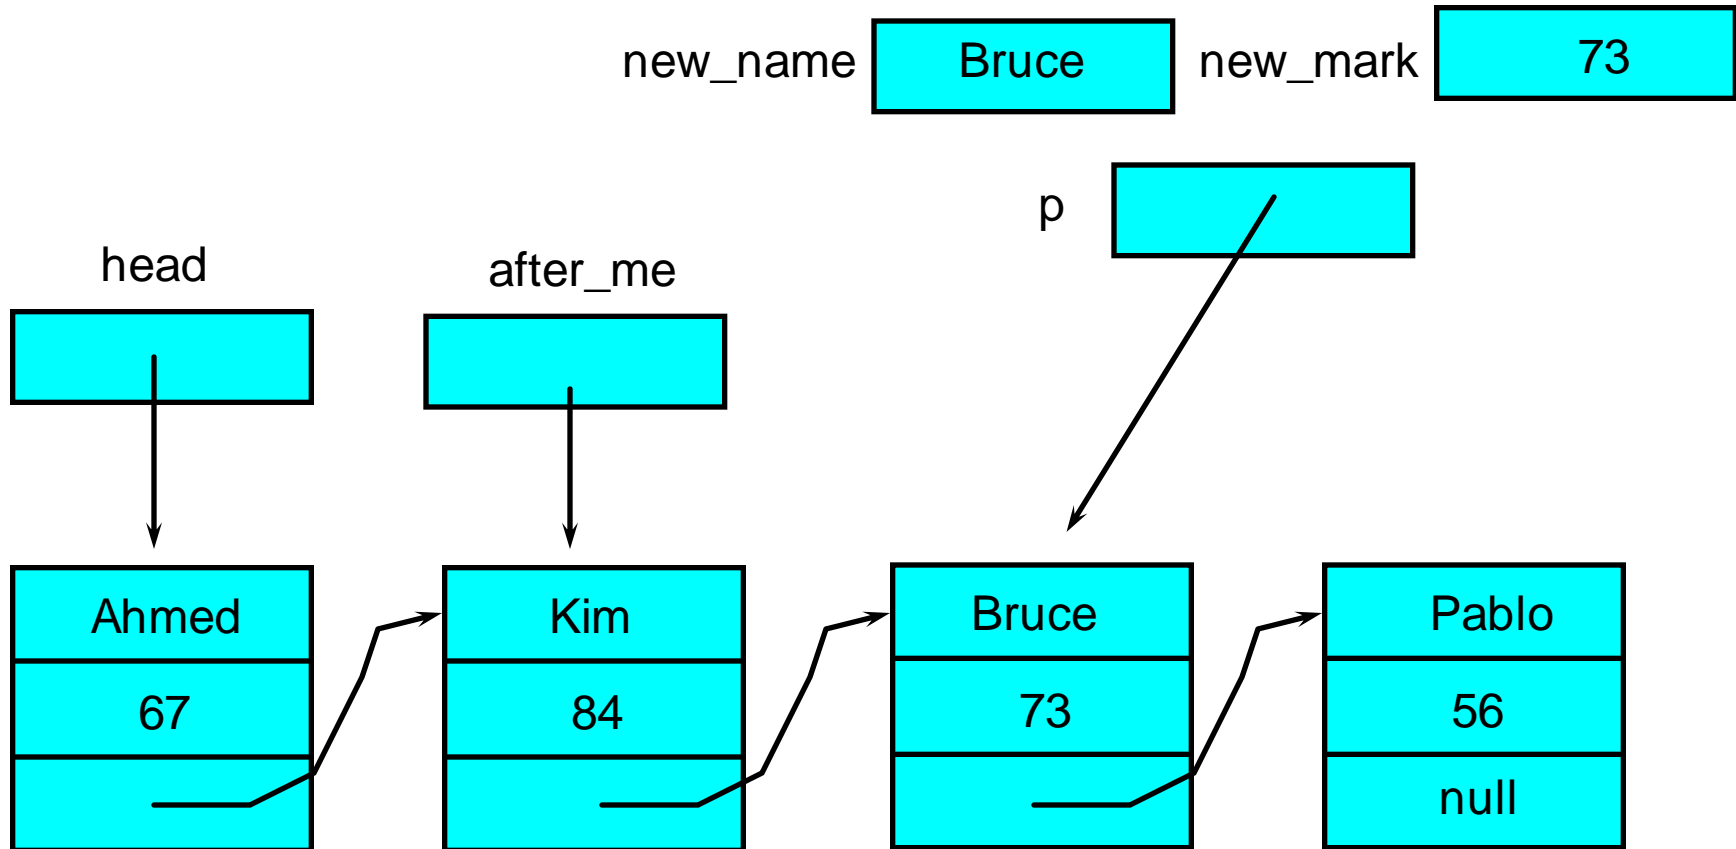 new_name Bruce new_mark 73
p
head after_me
Ahmed Kim Bruce Pablo
67 84 73 56
null